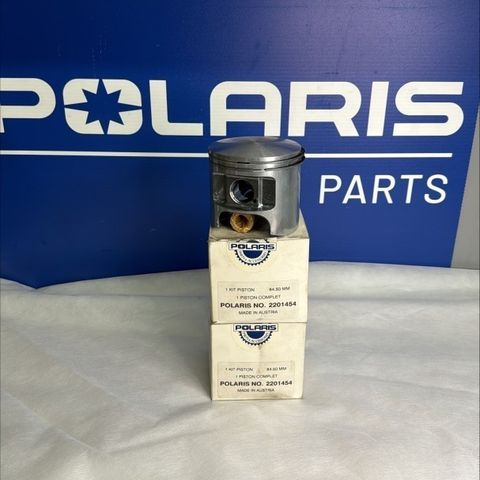 POLARIS
PARTS
POLARIS
1 KIT PISTON 84.50 MM
1 PISTON COMPLET
POLARIS NO. 2201454
MADE IN AUSTRIA
POLARIS
1 KIT PISTON 84.50 MM
1 PISTON COMPLET
POLARIS NO. 2201454
MADE IN AUSTRIA